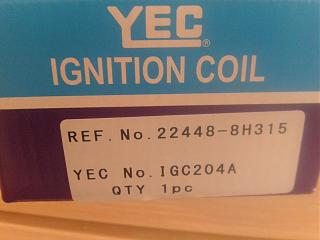 YEC®
IGNITION COIL
REF. No. 22448-8H315
YEC No. IGC204A
QTY 1pc